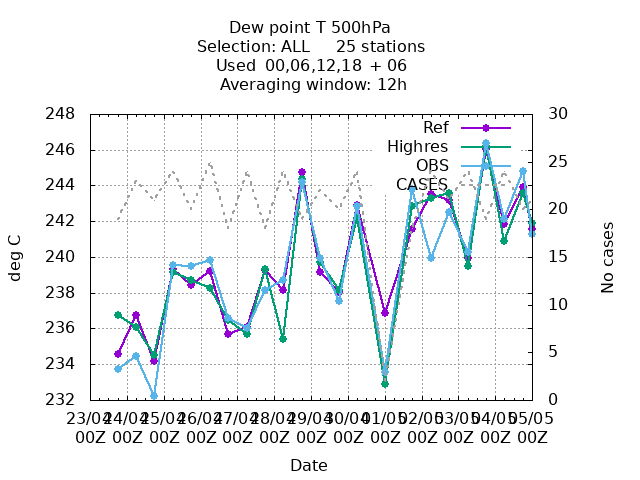 Dew point T 500hPa
Selection: ALL     25 stations
Used  00,06,12,18 + 06
Averaging window: 12h
248
246
244
242
240
238
236
234
232
30
25
20
15
10
5
0
Ref
Highres
OBS
CASES
deg C
No cases
23/04 24/04 25/04 26/04 27/04 28/04 29/04 30/04 01/05 02/05 03/05 04/05 05/05
00Z 00Z 00Z 00Z 00Z 00Z 00Z 00Z 00Z 00Z 00Z 00Z 00Z
Date